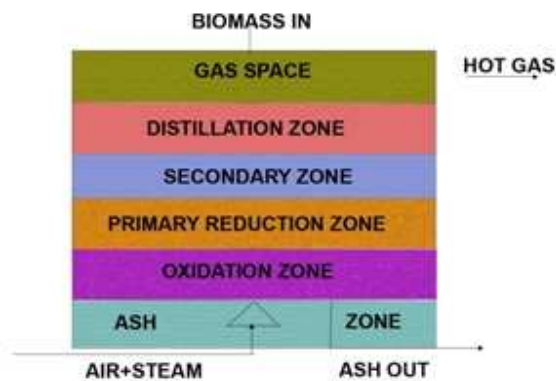 BIOMASS IN
GAS SPACE
HOT GAS
DISTILLATION ZONE
SECONDARY ZONE
PRIMARY REDUCTION ZONE
OXIDATION ZONE
ASH ZONE
AIR+STEAM
ASH OUT